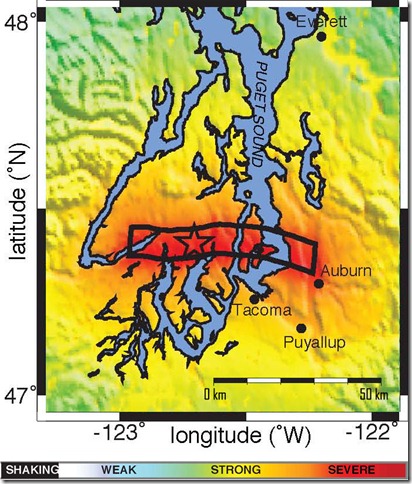 48°
Everett
PUGET SOUND
latitude (°N)
Auburn
Tacoma
Puyallup
0 km
50 km
47°
-123°
longitude (°W)
-122°
SHAKING
WEAK
STRONG
SEVERE